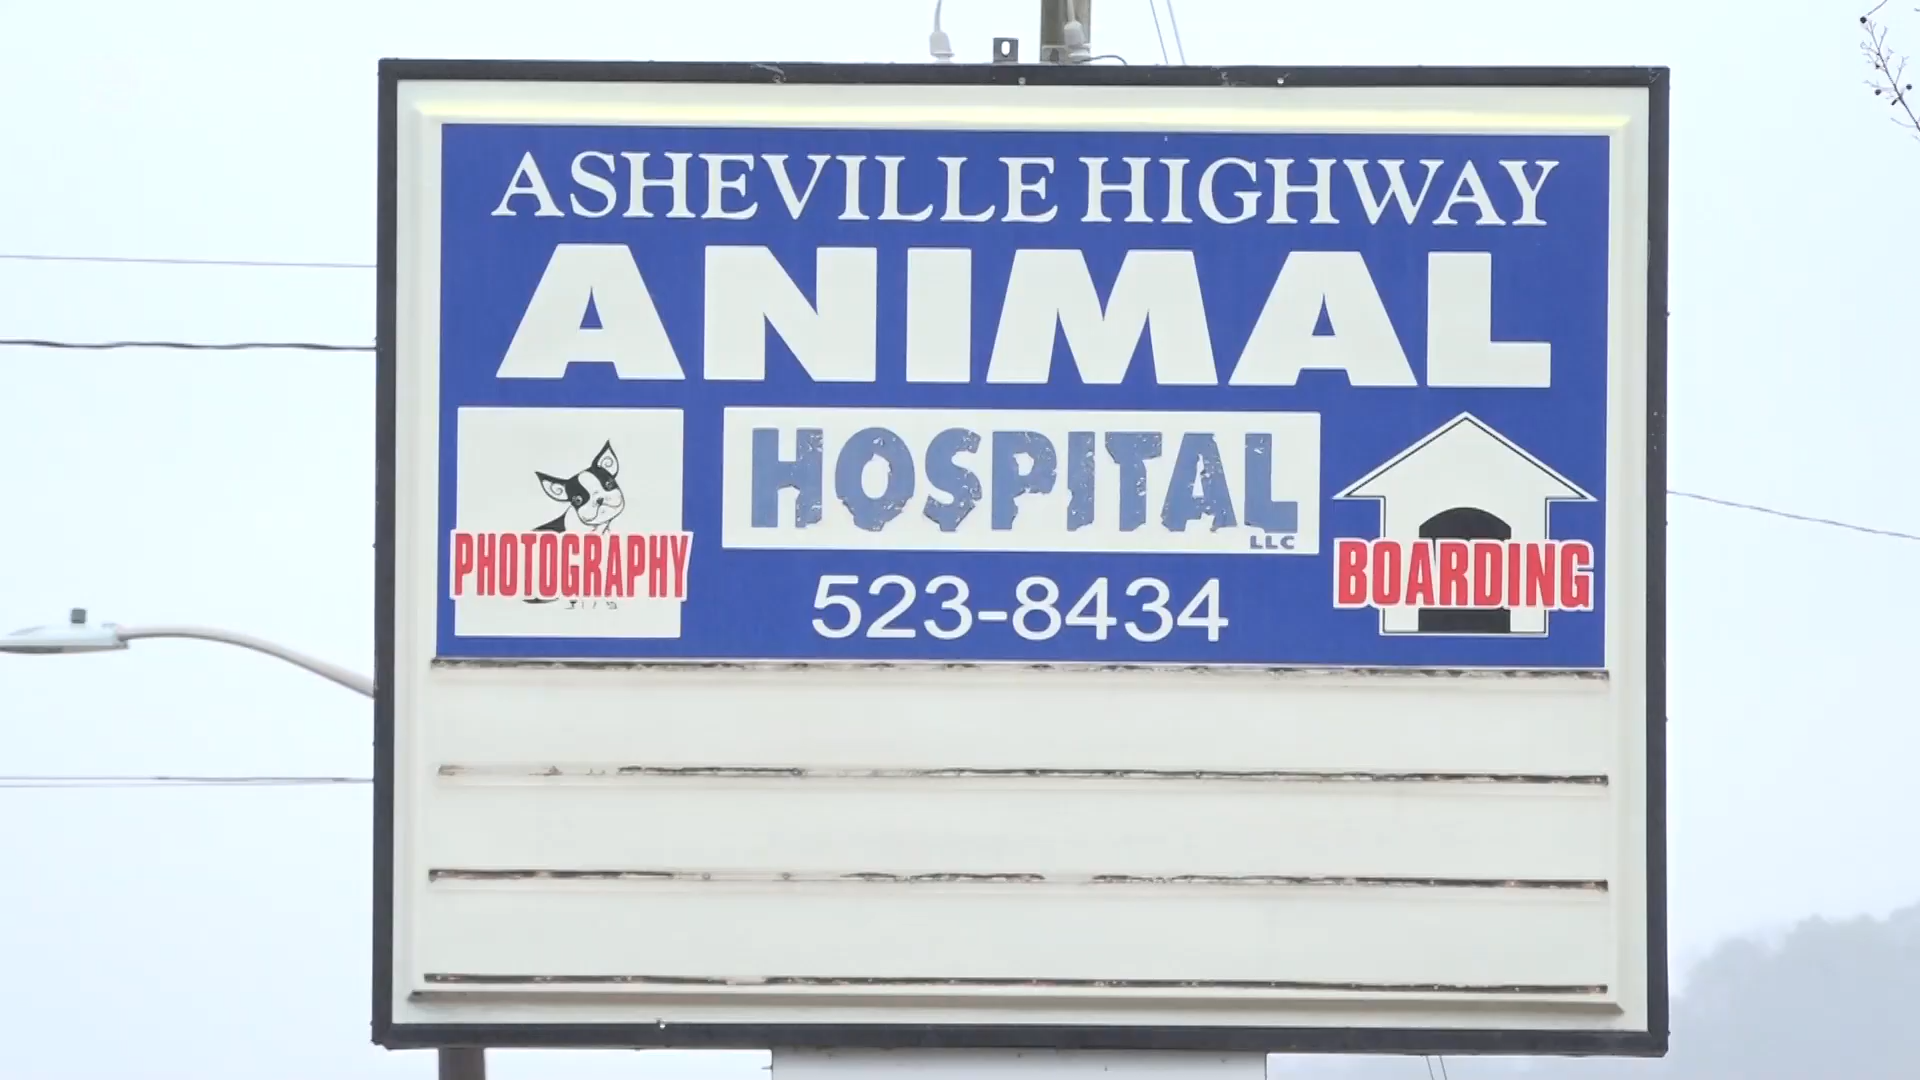 ASHEVILLE HIGHWAY
ANIMAL
HOSPITAL
LLC
PHOTOGRAPHY
BOARDING
523-8434